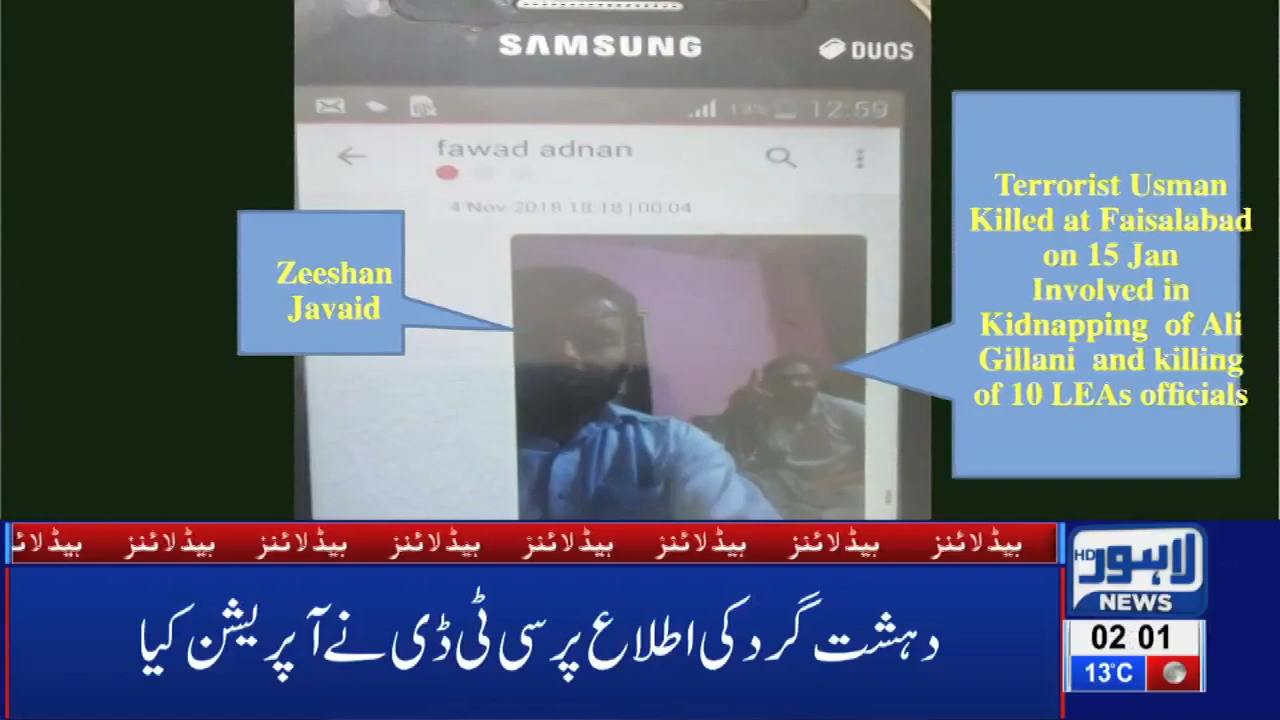 SAMSUNG
DUOS
13% 12:59
fawad adnan
4 Nov 2018 18:18 | 00:04
Zeeshan
Javaid
Terrorist Usman
Killed at Faisalabad
on 15 Jan
Involved in
Kidnapping of Ali
Gillani and killing
of 10 LEAs officials
ہیڈلائنز ہیڈلائنز ہیڈلائنز ہیڈلائنز ہیڈلائنز ہیڈلائنز ہیڈلائنز ہیڈلائنز
دہشت گرد کی اطلاع پر سی ٹی ڈی نے آپریشن کیا
لاہور
HD
NEWS
02 01
13°C